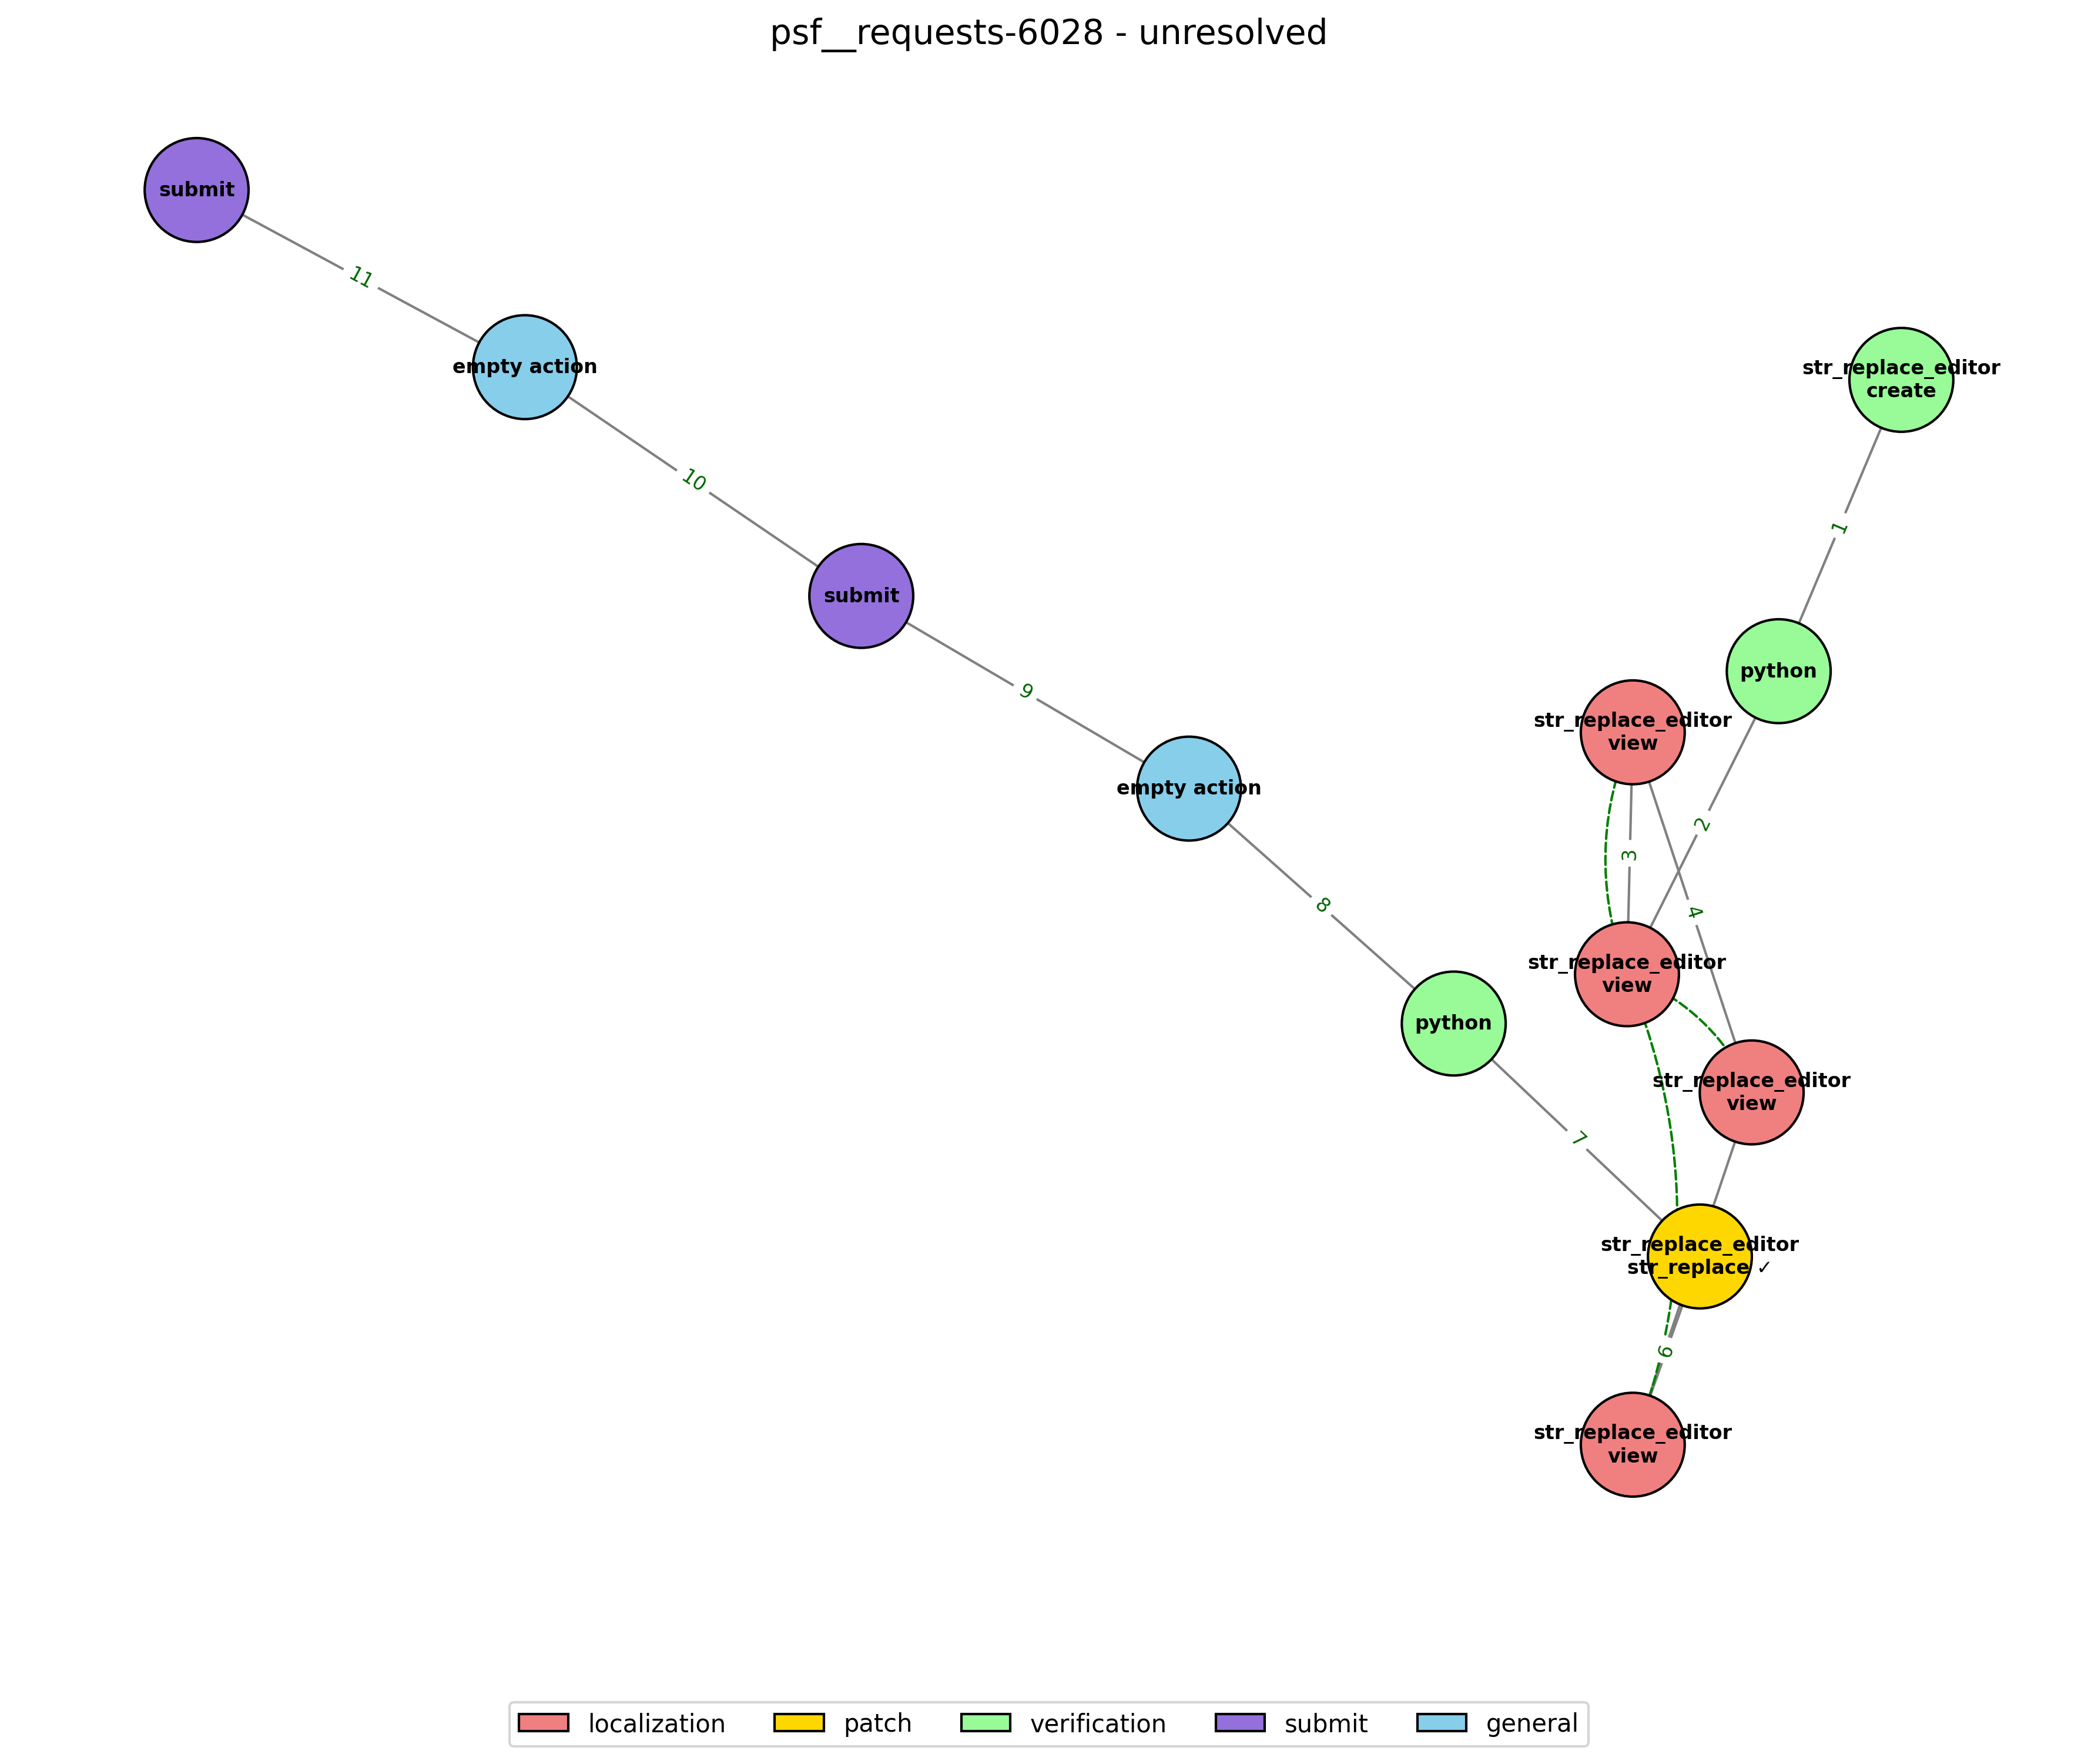 psf__requests-6028 - unresolved
submit
11
empty action
str_replace_editor
create
10
1
submit
python
9
str_replace_editor
view
empty action
2
3
8
4
str_replace_editor
view
python
str_replace_editor
view
7
str_replace_editor
str_replace ✓
6
str_replace_editor
view
localization
patch
verification
submit
general